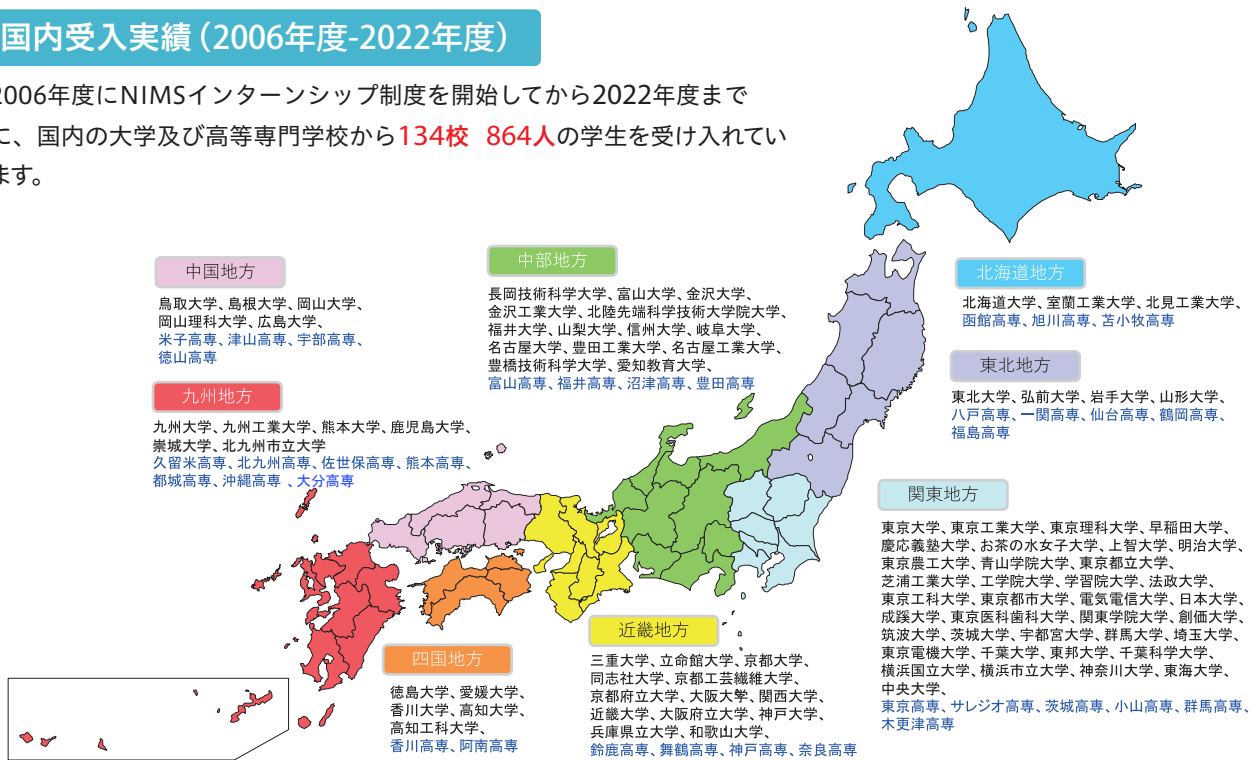 国内受入実績（2006年度-2022年度）
2006年度にNIMSインターンシップ制度を開始してから2022年度まで
に、国内の大学及び高等専門学校から134校 864人の学生を受け入れてい
ます。
中国地方
鳥取大学、島根大学、岡山大学、
岡山理科大学、広島大学、
米子高専、津山高専、宇部高専、
徳山高専
九州地方
九州大学、九州工業大学、熊本大学、鹿児島大学、
崇城大学、北九州市立大学
久留米高専、北九州高専、佐世保高専、熊本高専、
都城高専、沖縄高専 、大分高専
中部地方
長岡技術科学大学、富山大学、金沢大学、
金沢工業大学、北陸先端科学技術大学院大学、
福井大学、山梨大学、信州大学、岐阜大学、
名古屋大学、豊田工業大学、名古屋工業大学、
豊橋技術科学大学、愛知教育大学、
富山高専、福井高専、沼津高専、豊田高専
北海道地方
北海道大学、室蘭工業大学、北見工業大学、
函館高専、旭川高専、苫小牧高専
東北地方
東北大学、弘前大学、岩手大学、山形大学、
八戸高専、一関高専、仙台高専、鶴岡高専、
福島高専
関東地方
東京大学、東京工業大学、東京理科大学、早稲田大学、
慶応義塾大学、お茶の水女子大学、上智大学、明治大学、
東京農工大学、青山学院大学、東京都立大学、
芝浦工業大学、工学院大学、学習院大学、法政大学、
東京工科大学、東京都市大学、電気電信大学、日本大学、
成蹊大学、東京医科歯科大学、関東学院大学、創価大学、
筑波大学、茨城大学、宇都宮大学、群馬大学、埼玉大学、
東京電機大学、千葉大学、東邦大学、千葉科学大学、
横浜国立大学、横浜市立大学、神奈川大学、東海大学、
中央大学、
東京高専、サレジオ高専、茨城高専、小山高専、群馬高専、
木更津高専
近畿地方
三重大学、立命館大学、京都大学、
同志社大学、京都工芸繊維大学、
京都府立大学、大阪大学、関西大学、
近畿大学、大阪府立大学、神戸大学、
兵庫県立大学、和歌山大学、
鈴鹿高専、舞鶴高専、神戸高専、奈良高専
四国地方
徳島大学、愛媛大学、
香川大学、高知大学、
高知工科大学、
香川高専、阿南高専